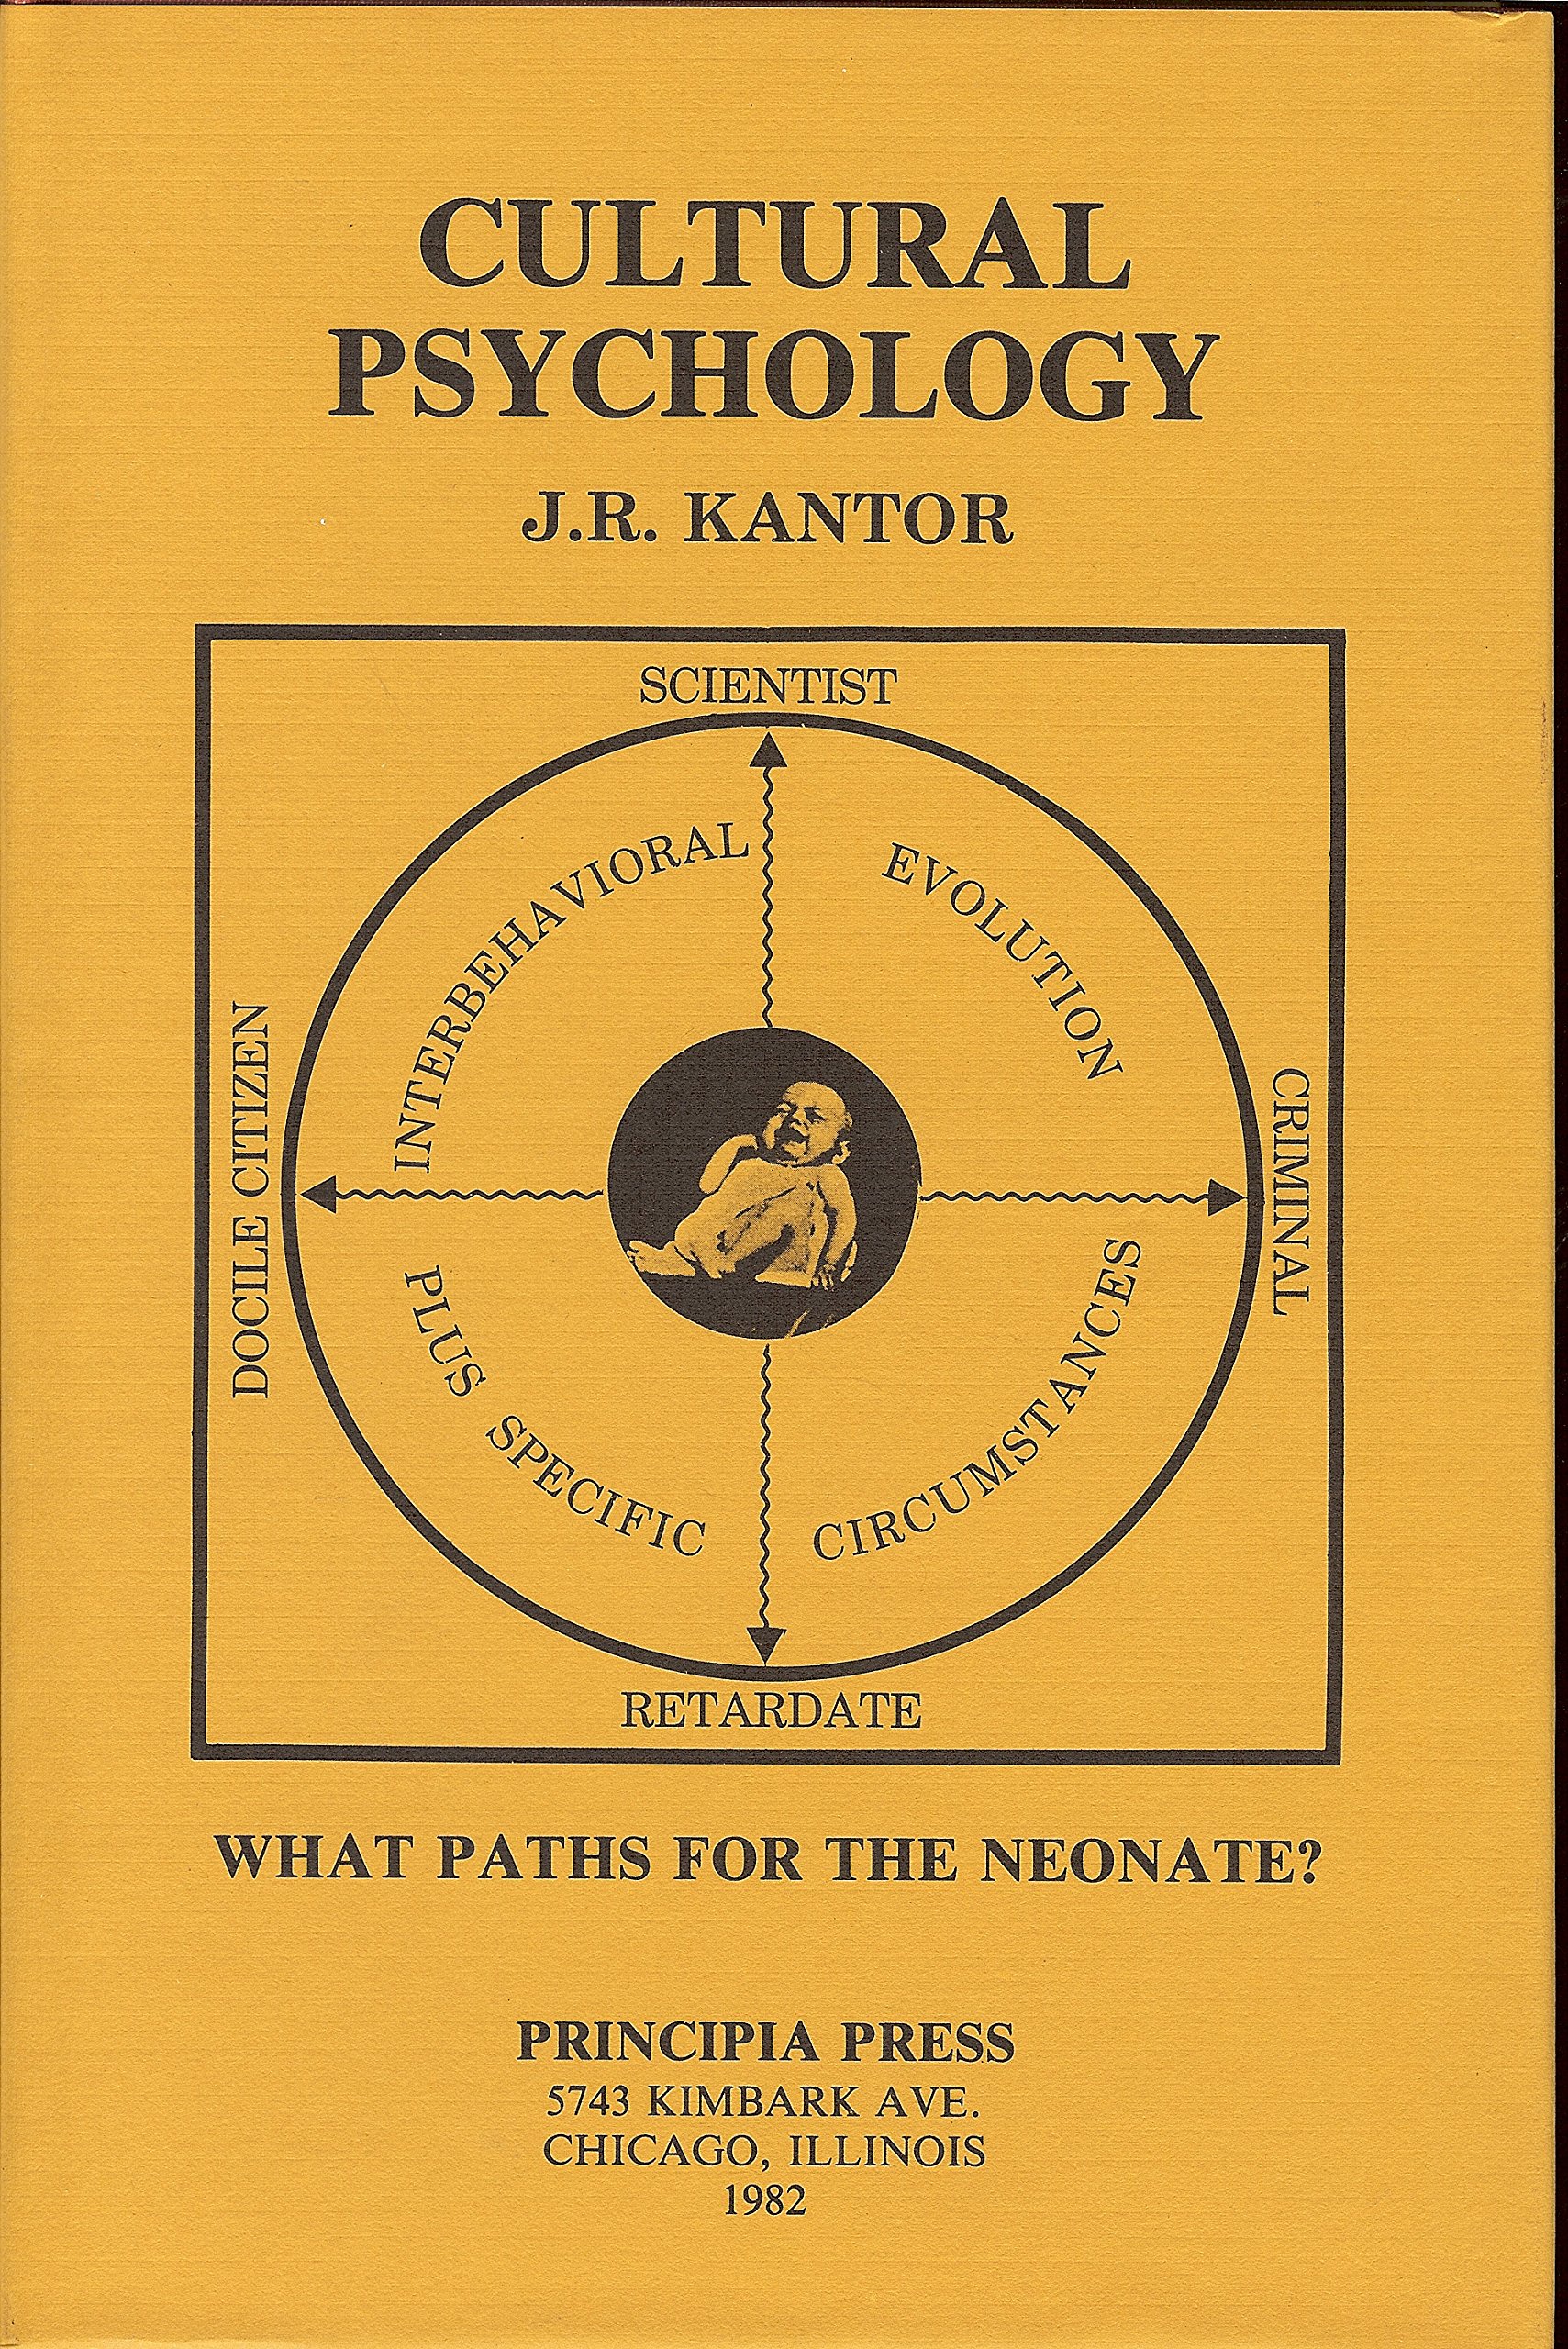 CULTURAL
PSYCHOLOGY
J.R. KANTOR
SCIENTIST
INTERBEHAVIORAL
EVOLUTION
DOCILE CITIZEN
CRIMINAL
PLUS SPECIFIC
CIRCUMSTANCES
RETARDATE
WHAT PATHS FOR THE NEONATE?
PRINCIPIA PRESS
5743 KIMBARK AVE.
CHICAGO, ILLINOIS
1982